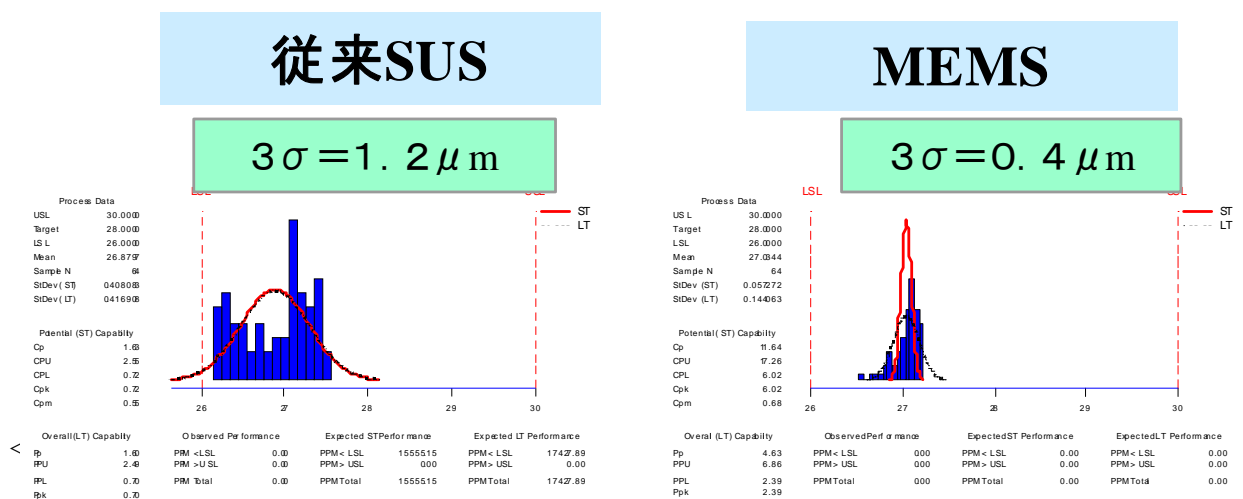 従来SUS
3σ=1.2μm
LSL
Process Data
USL 30.000
Target 28.000
LSL 26.000
Mean 26.8797
Sample N 64
StDev (ST)
StDev (LT)
ST
LT
Potential (ST) Capability
Cp 1.63
CPU 2.55
CPL 0.72
Cpk 0.72
Cpm 0.55
26 27 28 29 30
<
Overall (LT) Capability
Pp 1.60
PPU 2.49
PPL 0.70
Ppk 0.70
Observed Performance
PPM < LSL 0.00
PPM > USL 0.00
PPM Total 0.00
Expected ST Performance
PPM < LSL
PPM > USL 0.00
PPM Total
Expected LT Performance
PPM < LSL 17427.89
PPM > USL 0.00
PPM Total 17427.89
MEMS
3σ=0.4μm
LSL
Process Data
USL 30.0000
Target 28.0000
LSL 26.0000
Mean 27.0344
Sample N 64
StDev (ST) 0.057272
StDev (LT) 0.144063
ST
LT
Potential (ST) Capability
Cp 11.64
CPU 17.26
CPL 6.02
Cpk 6.02
Cpm 0.68
26 27 28 29 30
Overall (LT) Capability
Pp 4.63
PPU 6.86
PPL 2.39
Ppk 2.39
Observed Performance
PPM < LSL 0.00
PPM > USL 0.00
PPM Total 0.00
Expected ST Performance
PPM < LSL 0.00
PPM > USL 0.00
PPM Total 0.00
Expected LT Performance
PPM < LSL 0.00
PPM > USL 0.00
PPM Total 0.00